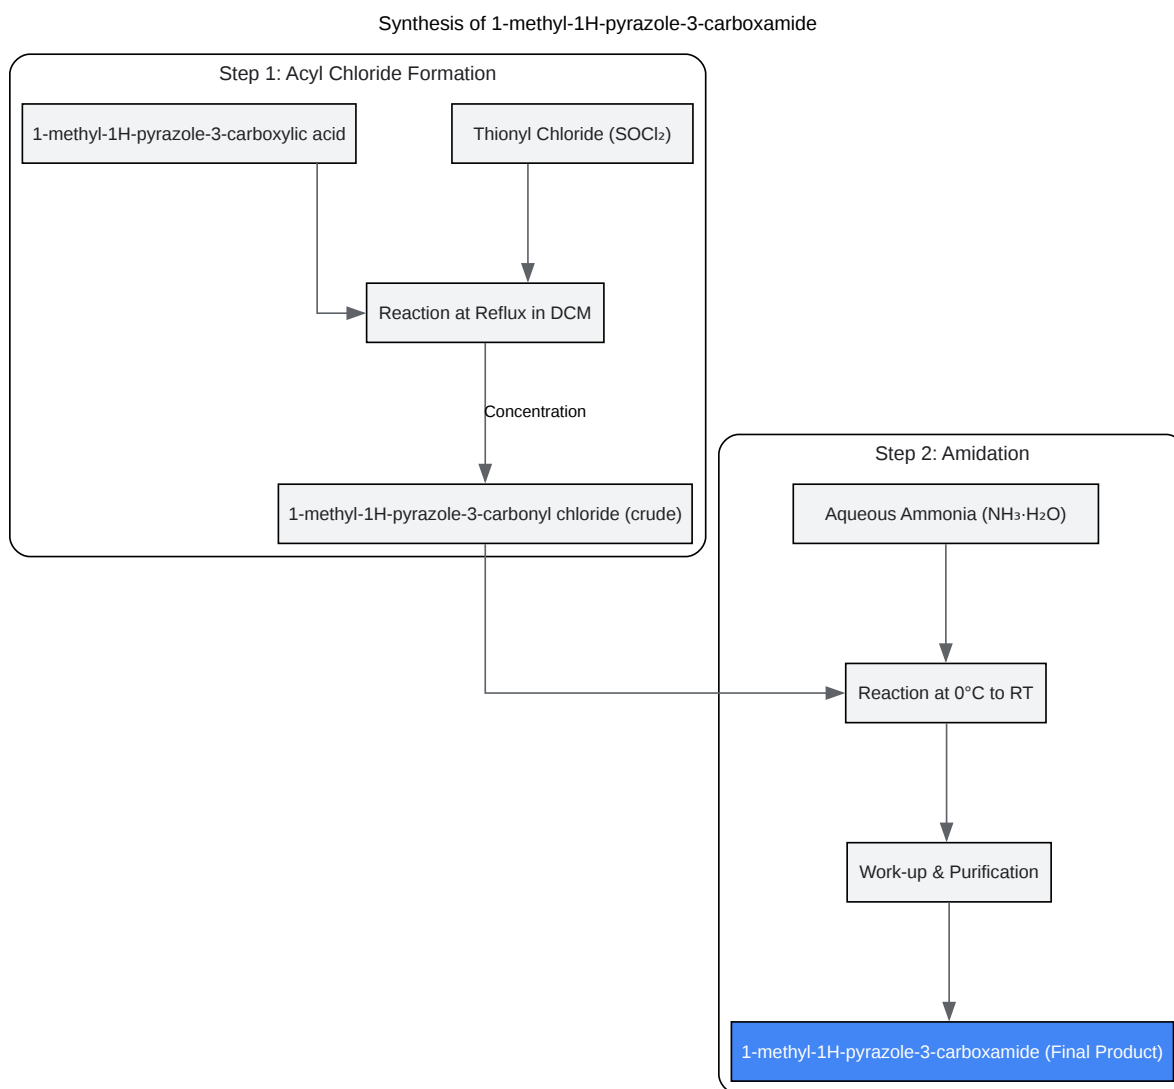 Synthesis of 1-methyl-1H-pyrazole-3-carboxamide
Step 1: Acyl Chloride Formation
1-methyl-1H-pyrazole-3-carboxylic acid
Thionyl Chloride (SOCl₂)
Reaction at Reflux in DCM
Concentration
1-methyl-1H-pyrazole-3-carbonyl chloride (crude)
Step 2: Amidation
Aqueous Ammonia (NH₃·H₂O)
Reaction at 0°C to RT
Work-up & Purification
1-methyl-1H-pyrazole-3-carboxamide (Final Product)